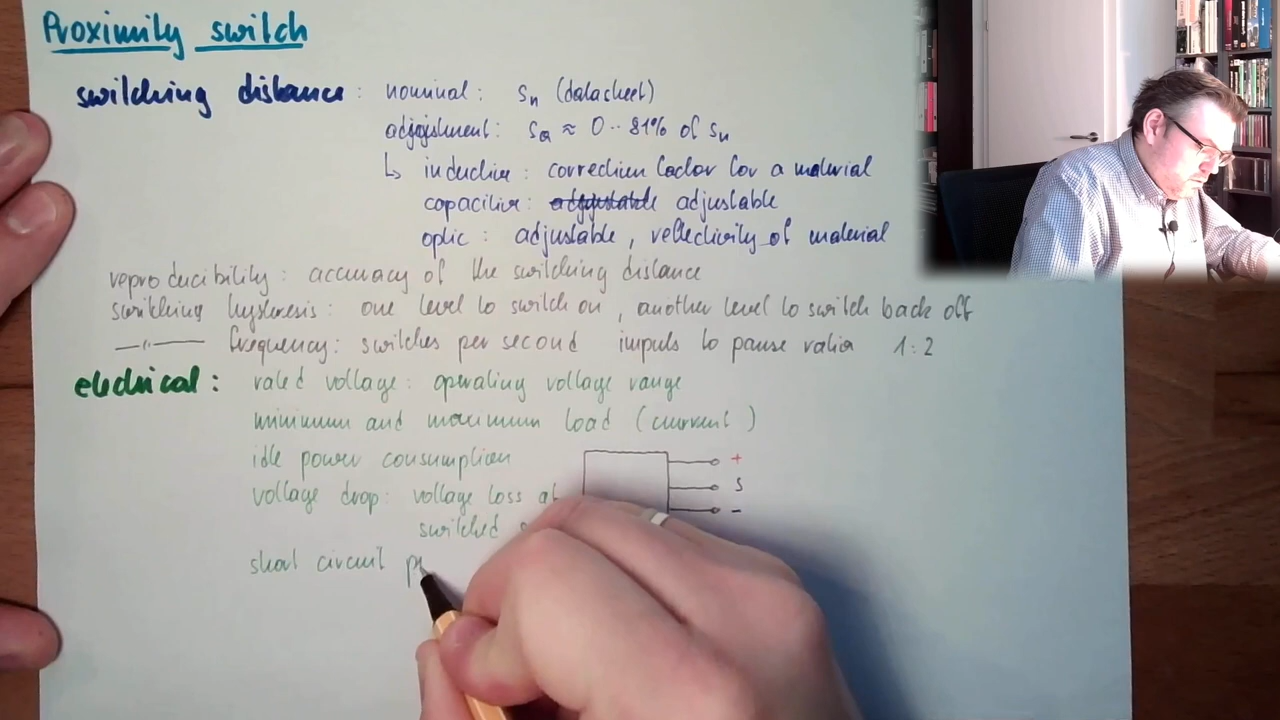 Proximity switch
switching distance : nominal : sn (datasheet)
adjustment : sa ≈ 0 .. 81% of sn
↳ inductive : correction factor for a material
capacitive : adjustable
optic : adjustable , reflectivity of material
reproducibility : accuracy of the switching distance
switching hysteresis : one level to switch on , another level to switch back off
—"— frequency : switches per second impuls to pause ratio 1 : 2
electrical : rated voltage : operating voltage range
minimum and maximum load ( current )
idle power consumption +
voltage drop : voltage loss at S
switched -
short circuit